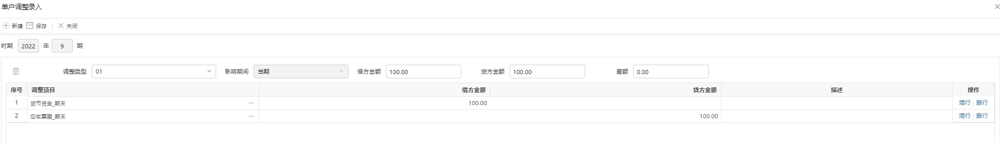 单户调整录入
新建 保存 关闭
时期 2022 年 9 期
调整类型 01 影响期间 当期 借方金额 100.00 贷方金额 100.00 差额 0.00
序号 调整项目 借方金额 贷方金额 描述 操作
1 货币资金_期末 ··· 100.00 增行 | 删行
2 应收票据_期末 ··· 100.00 增行 | 删行